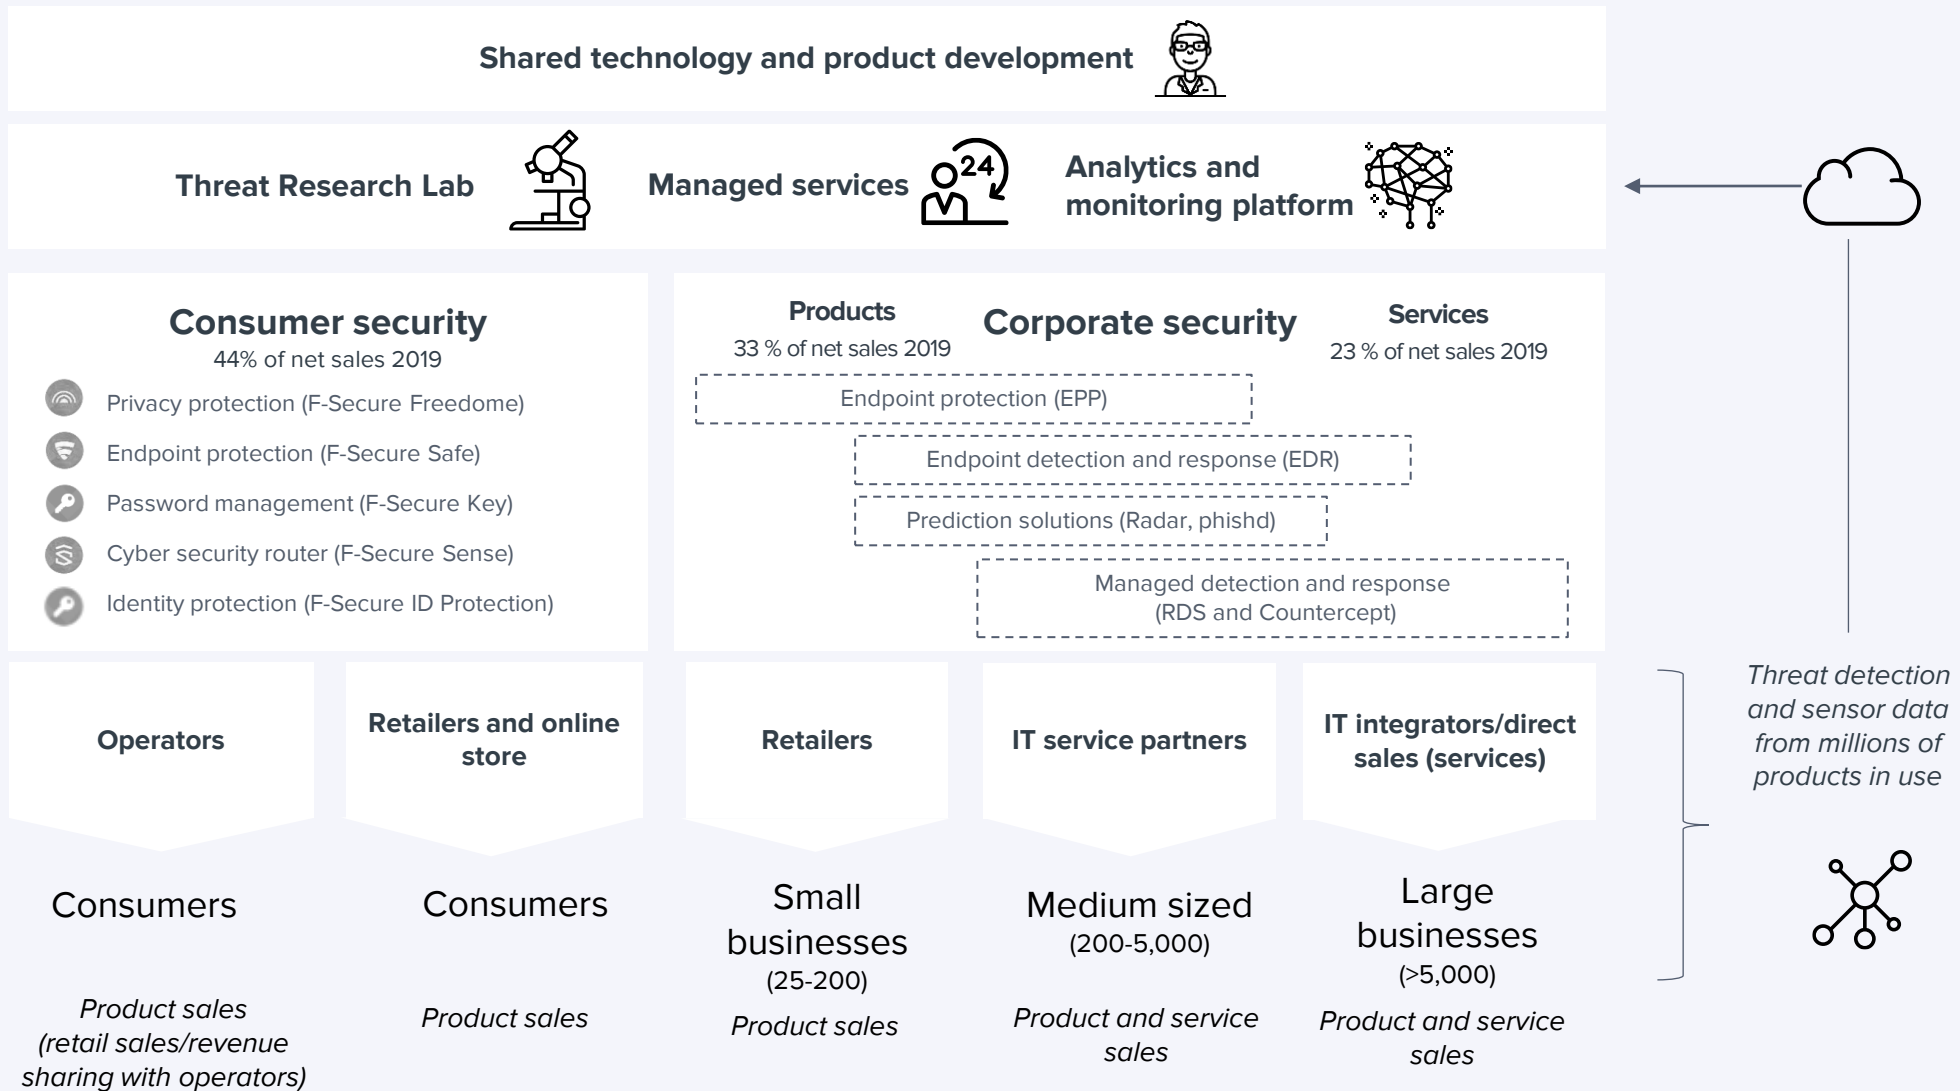 Shared technology and product development
Threat Research Lab
Managed services
24
Analytics and
monitoring platform
Consumer security
44% of net sales 2019
Privacy protection (F-Secure Freedome)
Endpoint protection (F-Secure Safe)
Password management (F-Secure Key)
Cyber security router (F-Secure Sense)
Identity protection (F-Secure ID Protection)
Products
33 % of net sales 2019
Corporate security
Services
23 % of net sales 2019
Endpoint protection (EPP)
Endpoint detection and response (EDR)
Prediction solutions (Radar, phishd)
Managed detection and response
(RDS and Countercept)
Operators
Retailers and online
store
Retailers
IT service partners
IT integrators/direct
sales (services)
Threat detection
and sensor data
from millions of
products in use
Consumers
Product sales
(retail sales/revenue
sharing with operators)
Consumers
Product sales
Small
businesses
(25-200)
Product sales
Medium sized
(200-5,000)
Product and service
sales
Large
businesses
(>5,000)
Product and service
sales